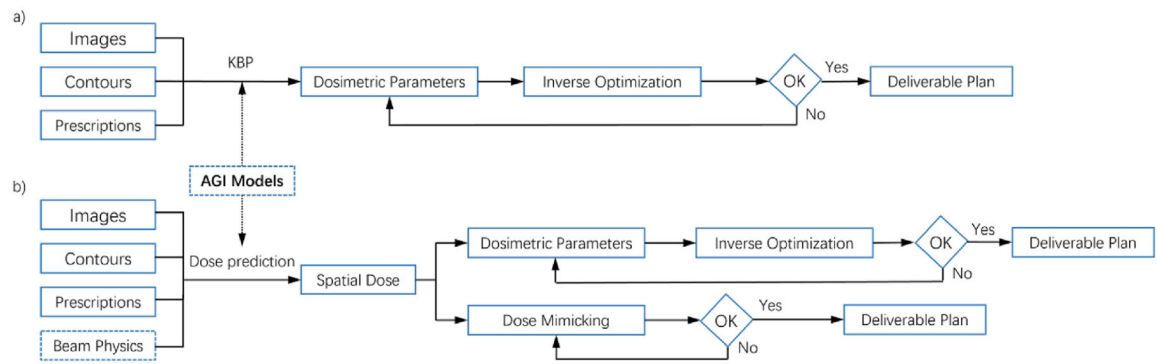 a)
Images
Contours
Prescriptions
KBP
Dosimetric Parameters
Inverse Optimization
OK
Yes
No
Deliverable Plan
AGI Models
b)
Images
Contours
Prescriptions
Beam Physics
Dose prediction
Spatial Dose
Dosimetric Parameters
Inverse Optimization
OK
Yes
No
Deliverable Plan
Dose Mimicking
OK
Yes
No
Deliverable Plan